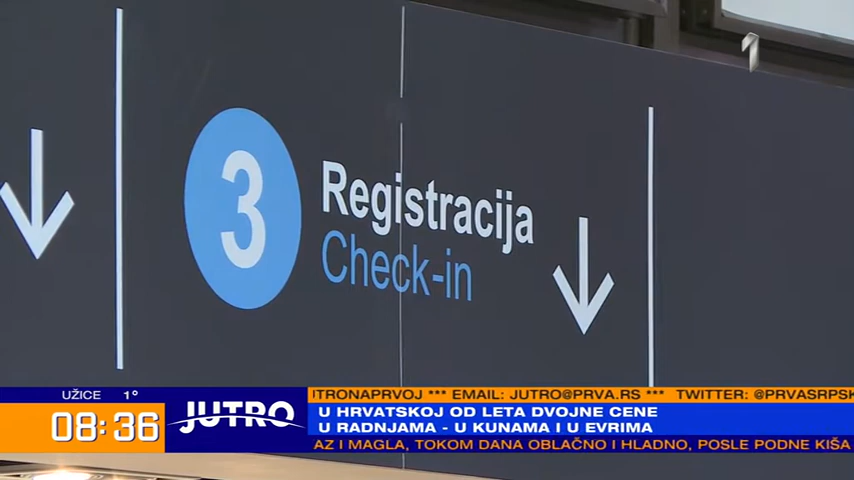 1
3
Registracija
Check-in
UŽICE 1°
08:36
JUTRO
ITRONAPRVOJ *** EMAIL: JUTRO@PRVA.RS *** TWITTER: @PRVASRPSK
U HRVATSKOJ OD LETA DVOJNE CENE
U RADNJAMA - U KUNAMA I U EVRIMA
AZ I MAGLA, TOKOM DANA OBLAČNO I HLADNO, POSLE PODNE KIŠA